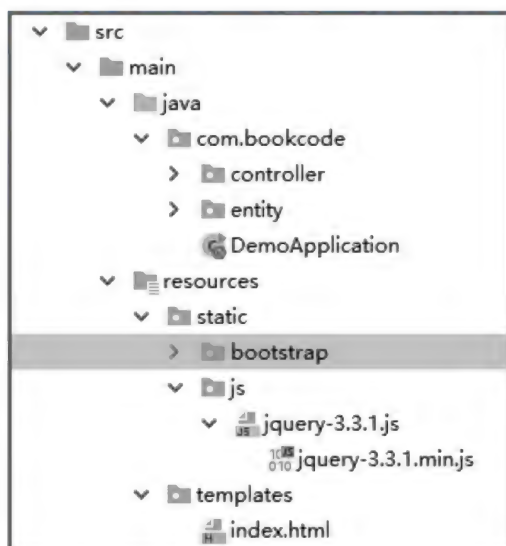 src
main
java
com.bookcode
controller
entity
DemoApplication
resources
static
bootstrap
js
jquery-3.3.1.js
jquery-3.3.1.min.js
templates
index.html